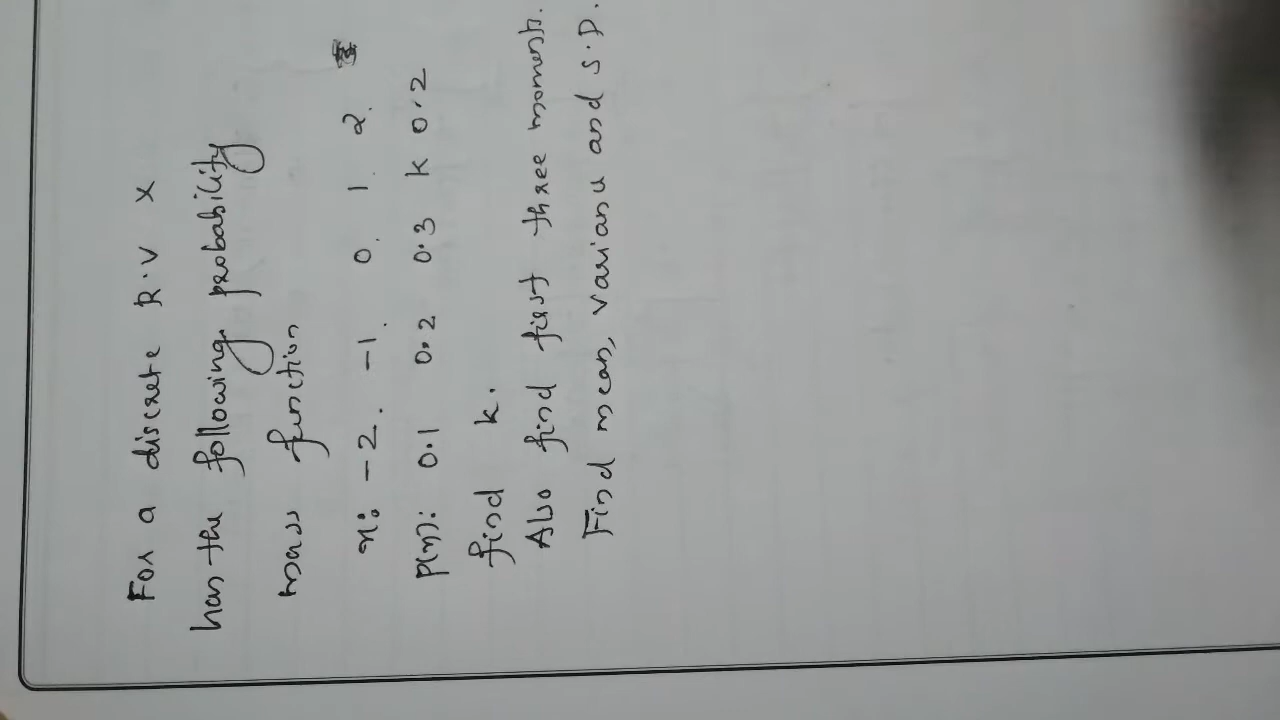 For a discrete R.V X
has the following probability
mass function
x: -2. -1. 0. 1. 2.
P(x): 0.1 0.2 0.3 k 0.2
find k.
Also find first three moments.
Find mean, variance and S.D.